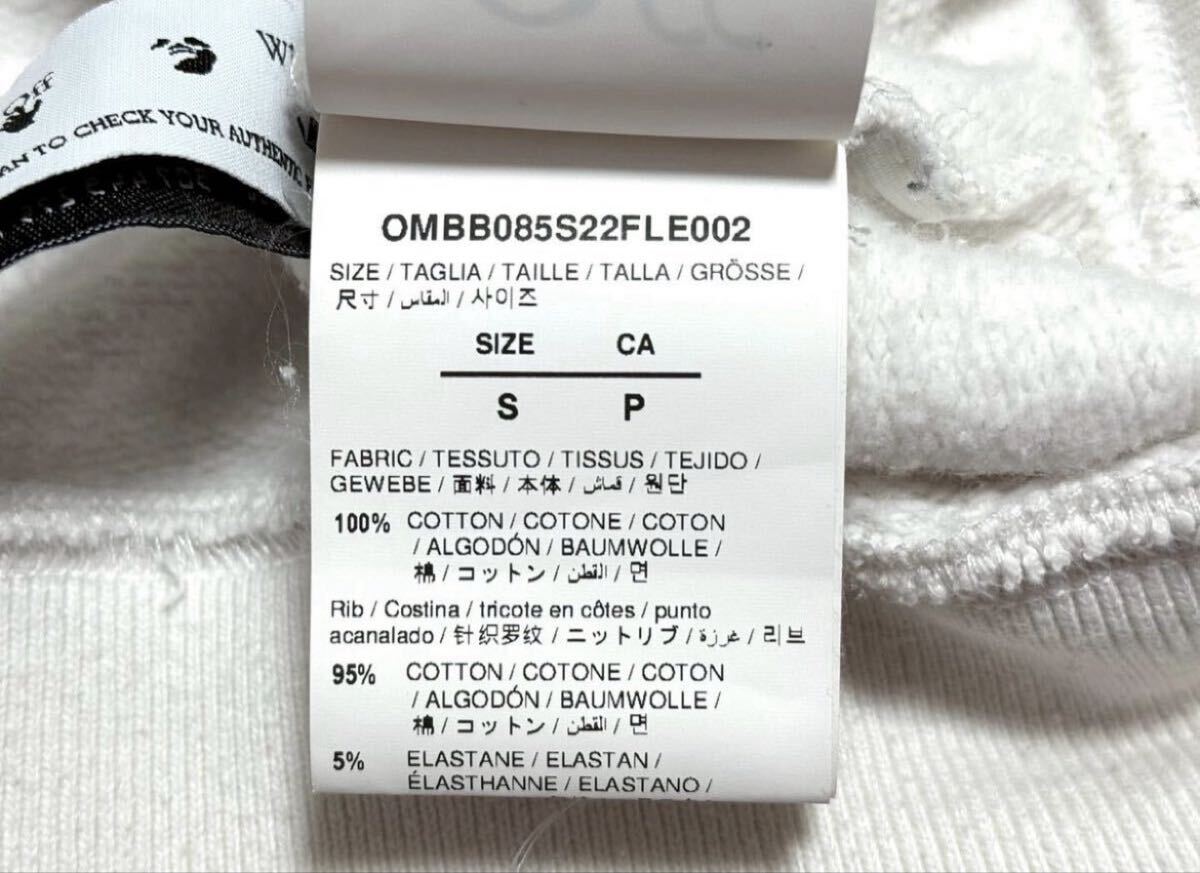 Off
W
AN TO CHECK YOUR AUTHENTIC
OMBB085S22FLE002
SIZE / TAGLIA / TAILLE / TALLA / GRÖSSE /
尺寸 / المقاس / 사이즈
SIZE CA
S P
FABRIC / TESSUTO / TISSUS / TEJIDO /
GEWEBE / 面料 / 本体 / قماش / 원단
100% COTTON / COTONE / COTON
/ ALGODÓN / BAUMWOLLE /
棉 / コットン / القطن / 면
Rib / Costina / tricote en côtes / punto
acanalado / 针织罗纹 / ニットリブ / غرزة / 리브
95% COTTON / COTONE / COTON
/ ALGODÓN / BAUMWOLLE /
棉 / コットン / القطن / 면
5% ELASTANE / ELASTAN /
ÉLASTHANNE / ELASTANO /